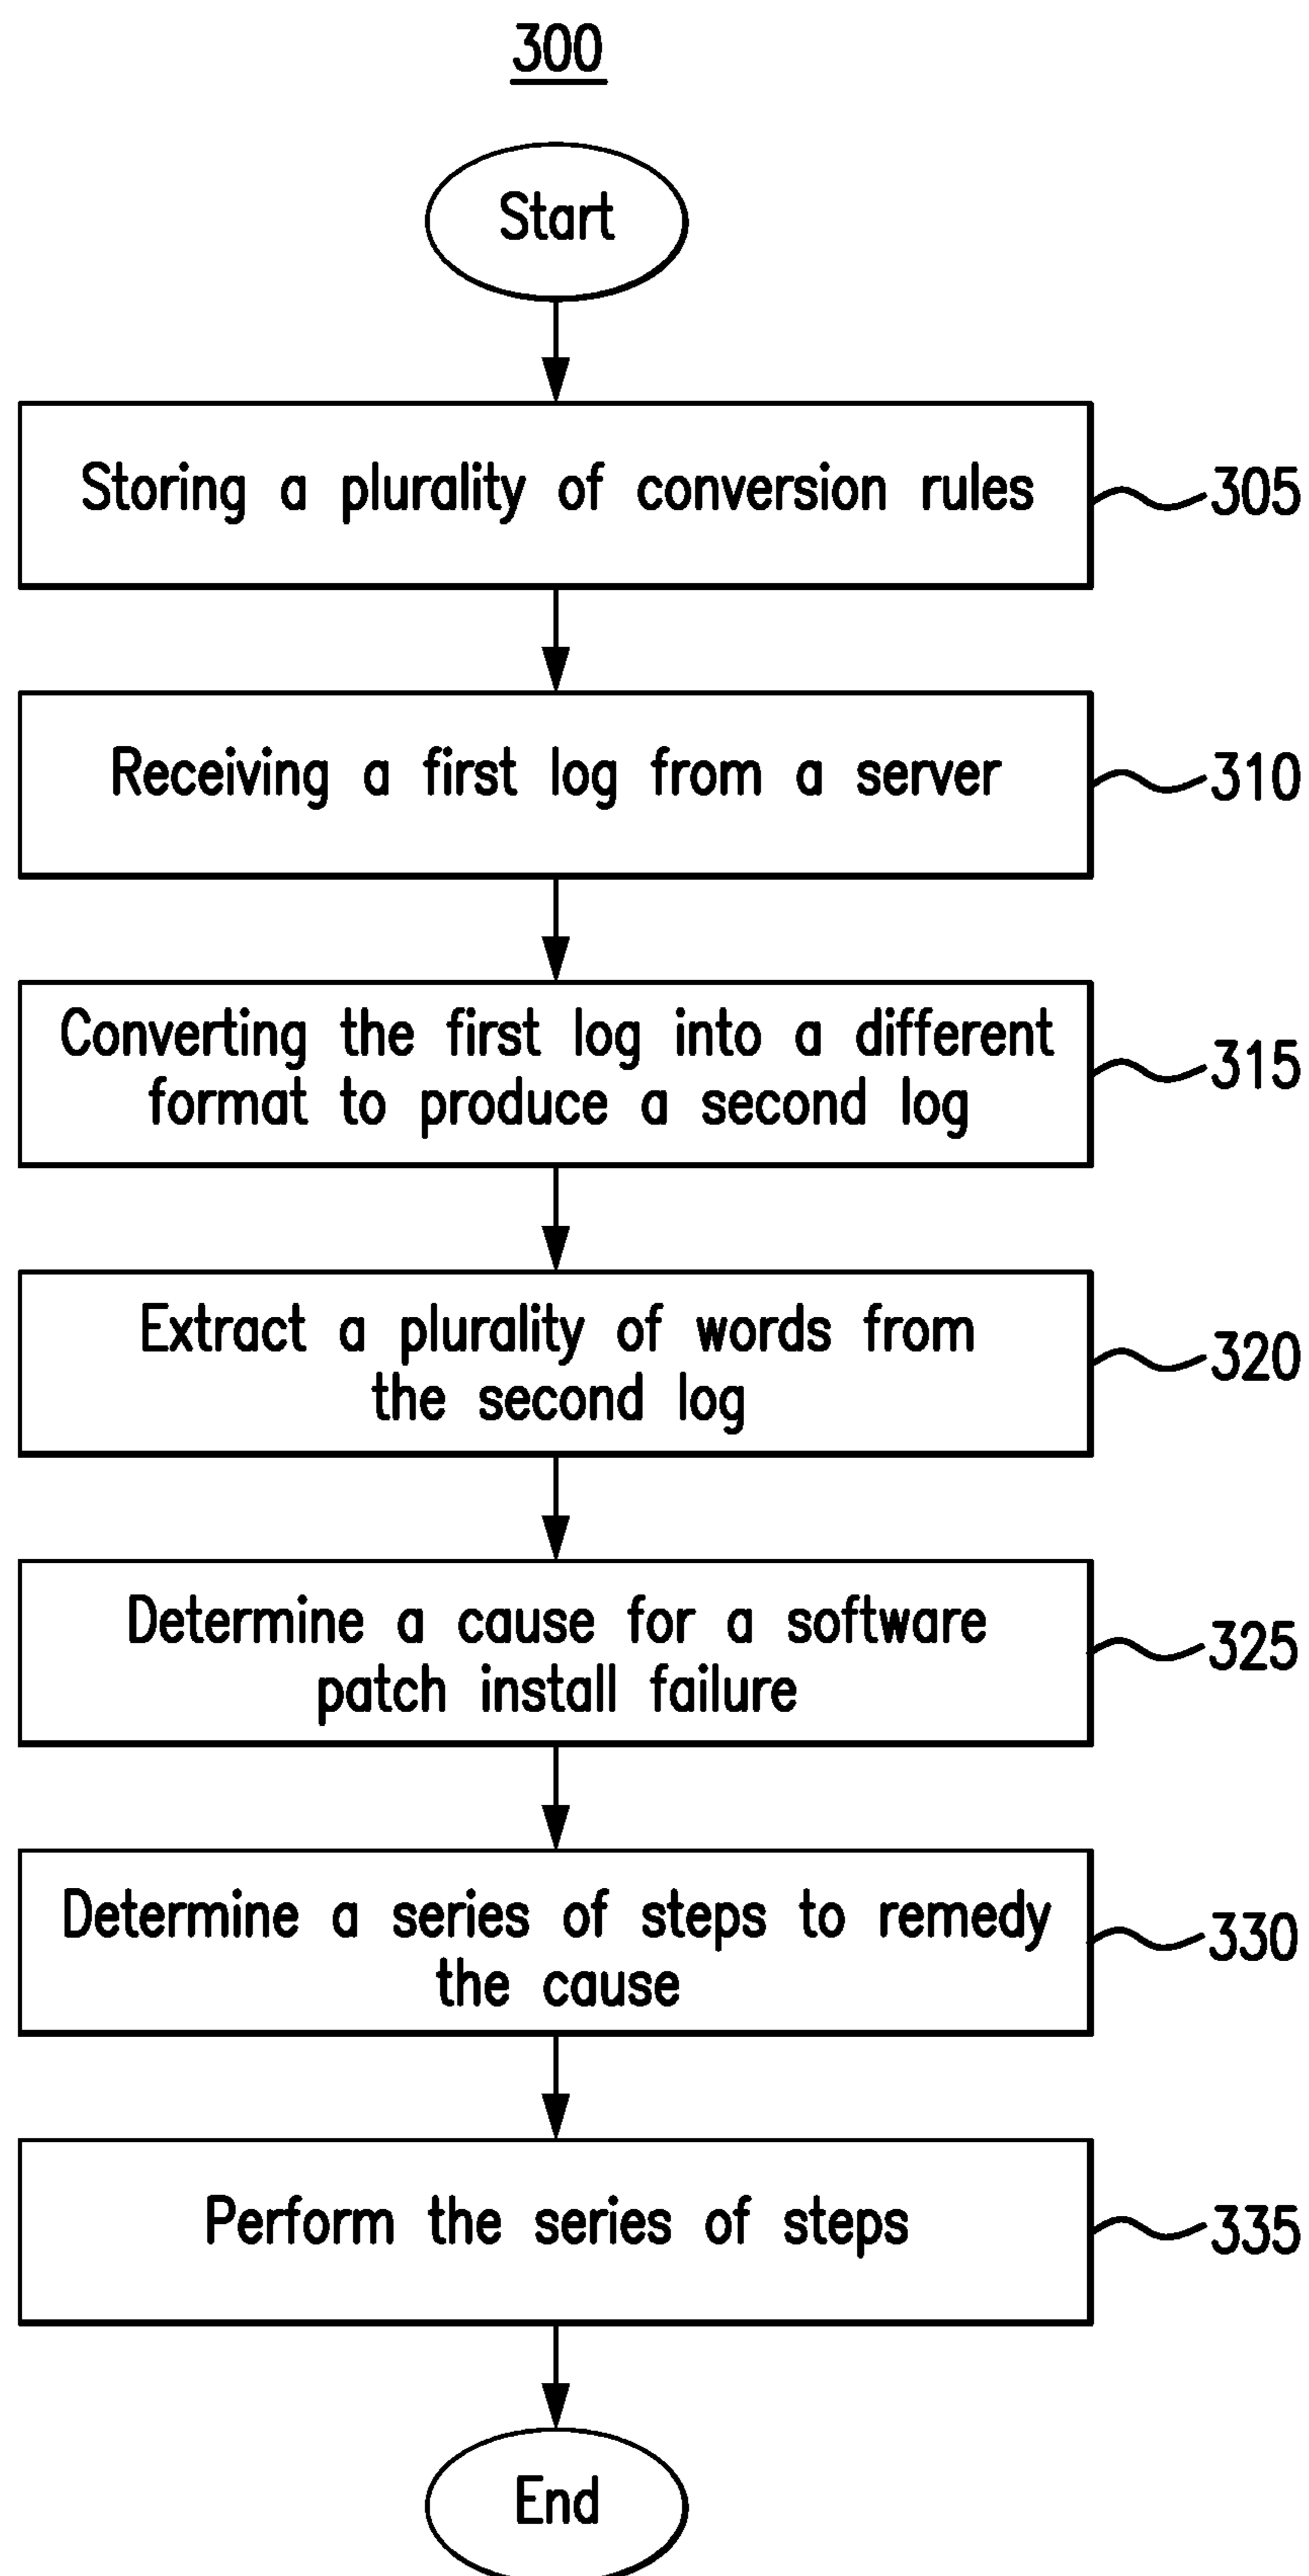 300
Start
Storing a plurality of conversion rules
305
Receiving a first log from a server
310
Converting the first log into a different
format to produce a second log
315
Extract a plurality of words from
the second log
320
Determine a cause for a software
patch install failure
325
Determine a series of steps to remedy
the cause
330
Perform the series of steps
335
End